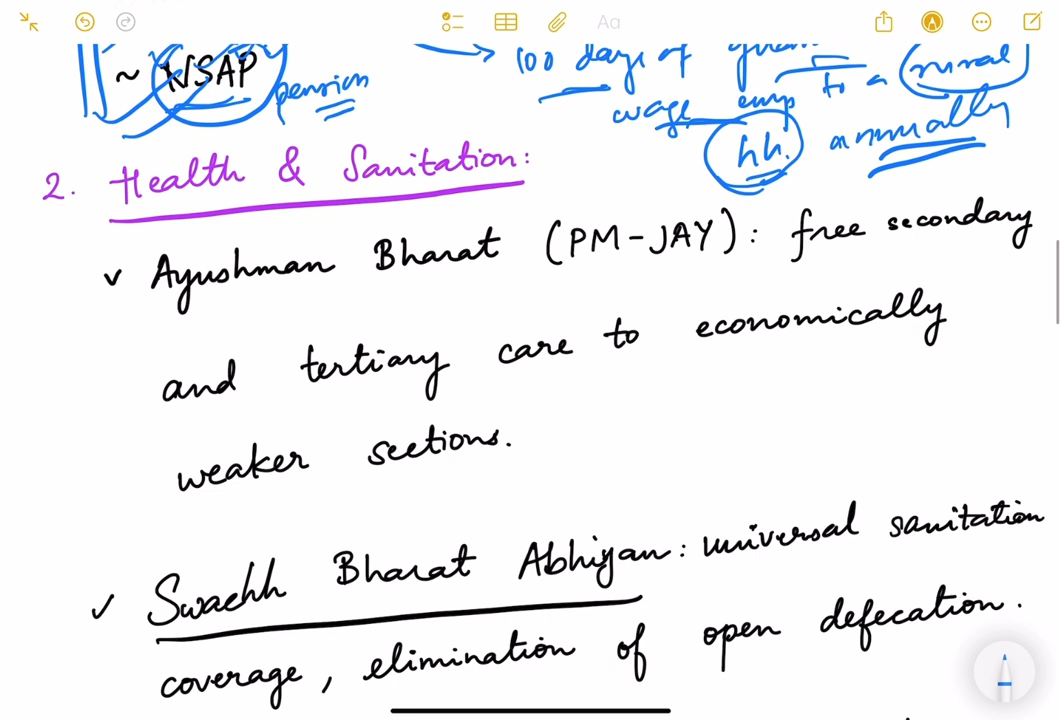 ~ NSAP pension → 100 days of
wage emp to a rural
hh. annually
2. Health & Sanitation:
Ayushman Bharat (PM-JAY): free secondary
and tertiary care to economically
weaker sections.
✓ Swachh Bharat Abhiyan: universal sanitation
coverage, elimination of open defecation.